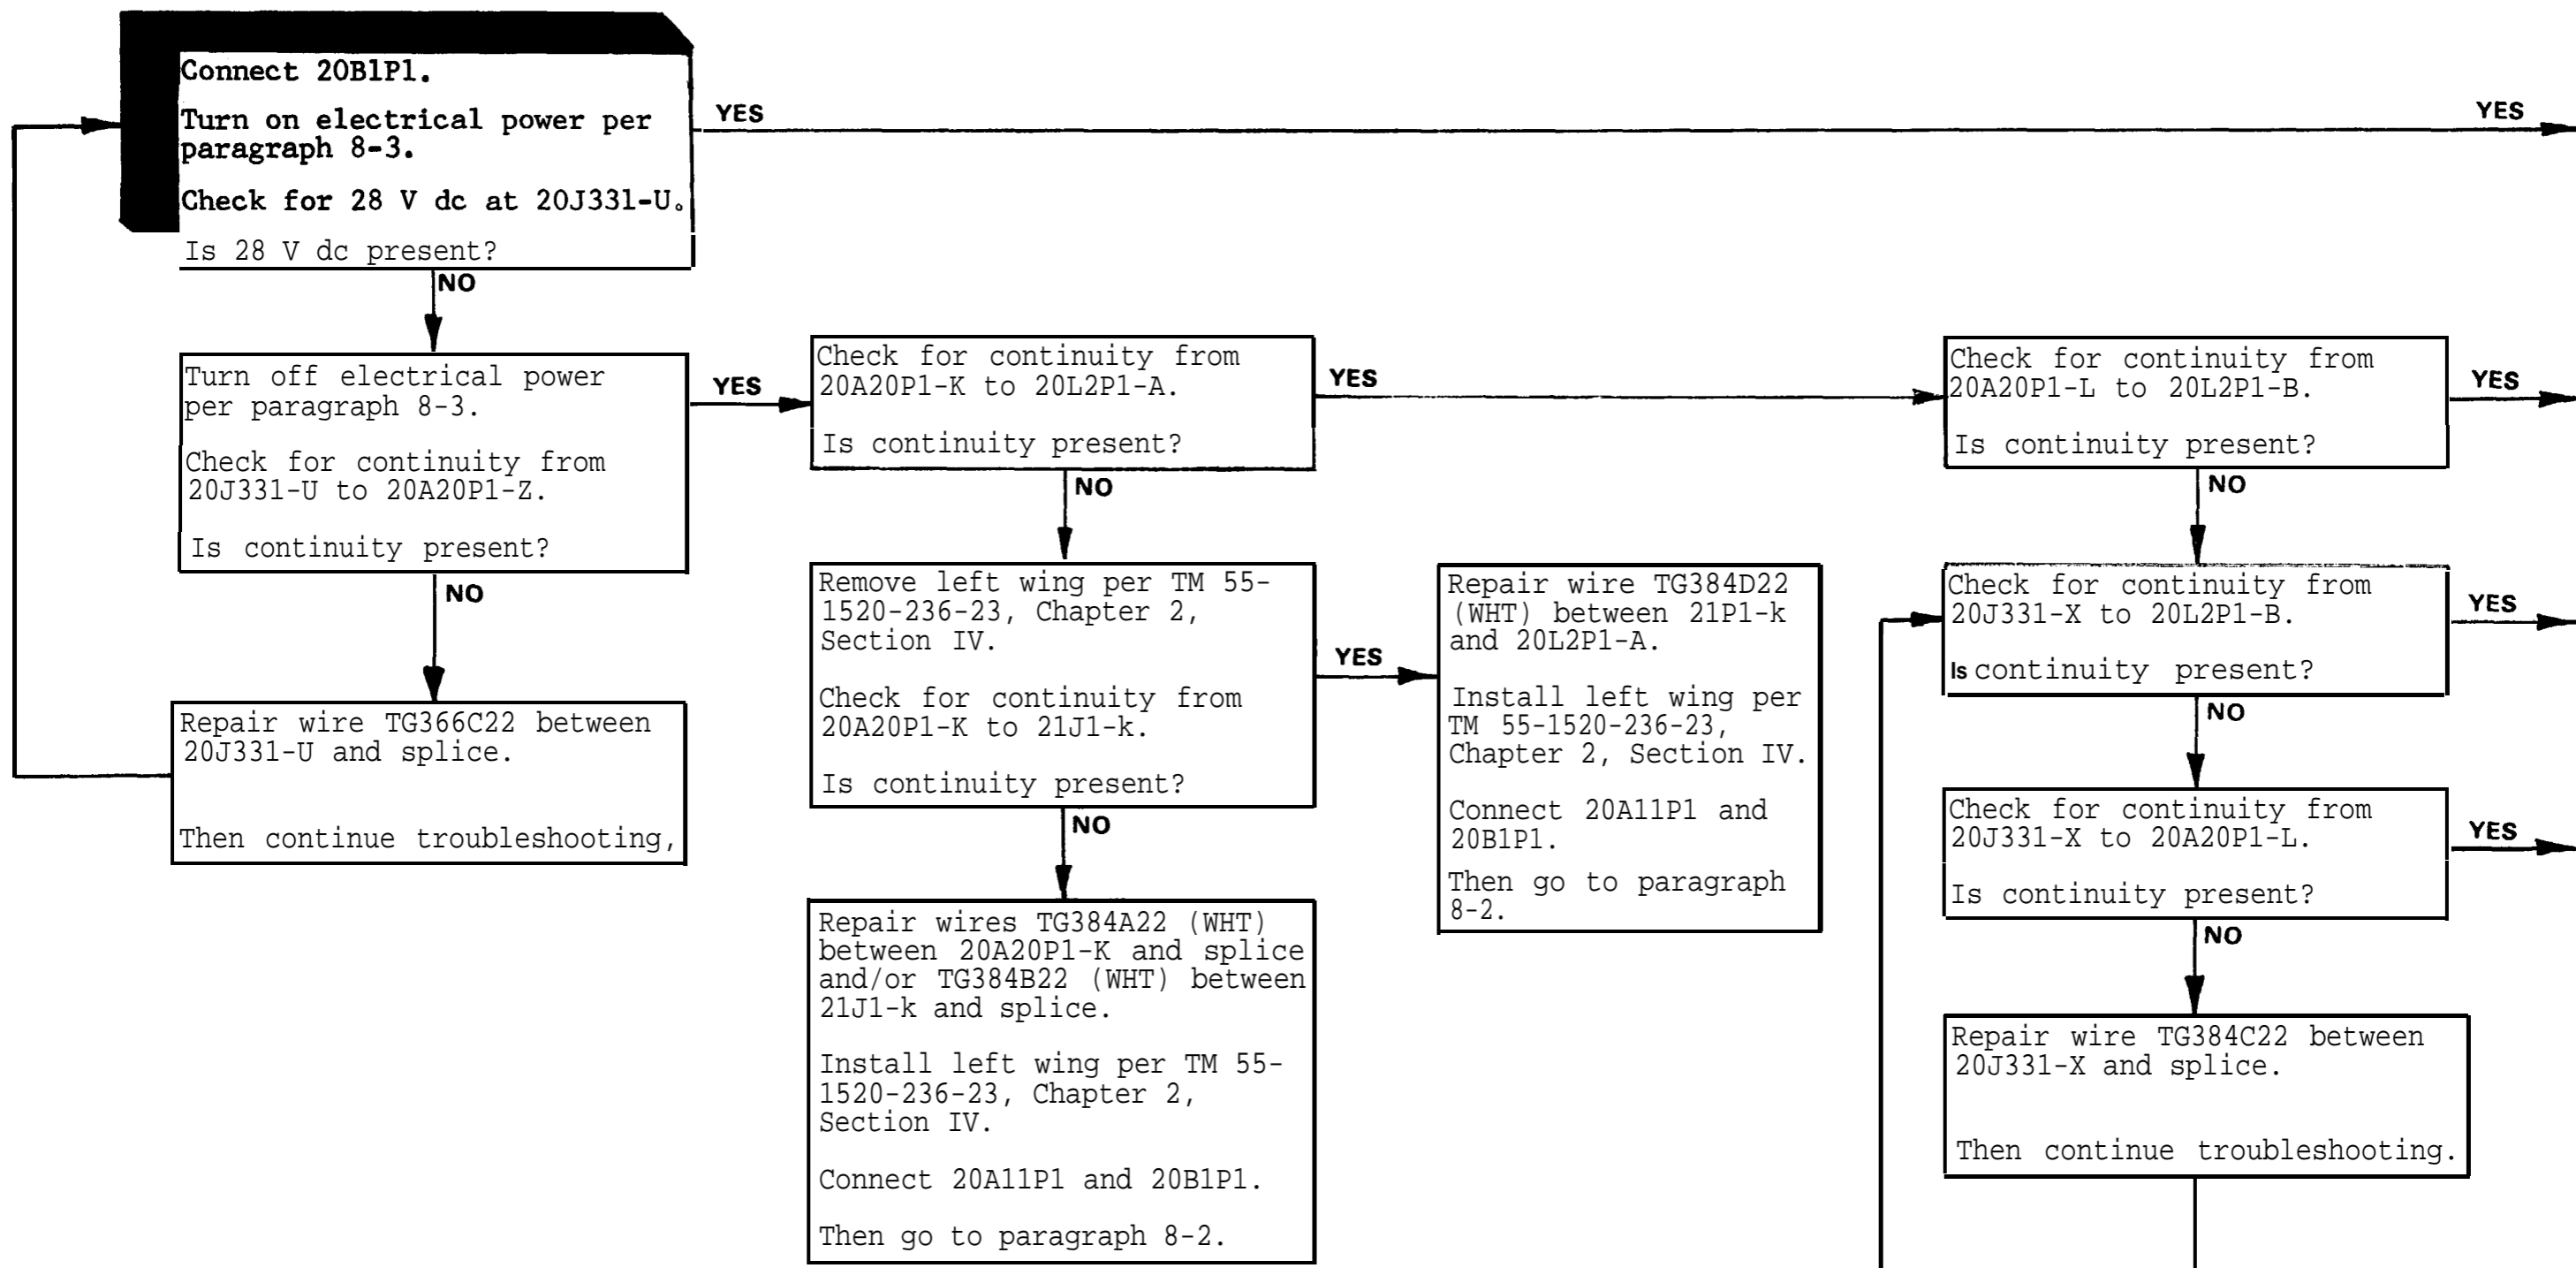 Connect 20B1P1.
Turn on electrical power per
paragraph 8-3.
Check for 28 V dc at 20J331-U.
Is 28 V dc present?
YES
YES
NO
Turn off electrical power
per paragraph 8-3.
Check for continuity from
20J331-U to 20A20P1-Z.
Is continuity present?
YES
NO
Repair wire TG366C22 between
20J331-U and splice.
Then continue troubleshooting,
Check for continuity from
20A20P1-K to 20L2P1-A.
Is continuity present?
YES
NO
Remove left wing per TM 55-
1520-236-23, Chapter 2,
Section IV.
Check for continuity from
20A20P1-K to 21J1-k.
Is continuity present?
YES
NO
Repair wires TG384A22 (WHT)
between 20A20P1-K and splice
and/or TG384B22 (WHT) between
21J1-k and splice.
Install left wing per TM 55-
1520-236-23, Chapter 2,
Section IV.
Connect 20A11P1 and 20B1P1.
Then go to paragraph 8-2.
Repair wire TG384D22
(WHT) between 21P1-k
and 20L2P1-A.
Install left wing per
TM 55-1520-236-23,
Chapter 2, Section IV.
Connect 20A11P1 and
20B1P1.
Then go to paragraph
8-2.
Check for continuity from
20A20P1-L to 20L2P1-B.
Is continuity present?
YES
NO
Check for continuity from
20J331-X to 20L2P1-B.
Is continuity present?
YES
NO
Check for continuity from
20J331-X to 20A20P1-L.
Is continuity present?
YES
NO
Repair wire TG384C22 between
20J331-X and splice.
Then continue troubleshooting.